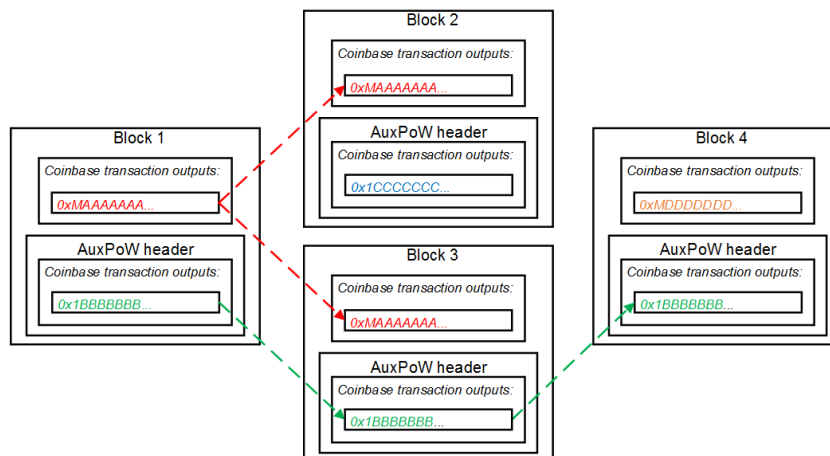 Block 1
Coinbase transaction outputs:
0xMAAAAAAA...
AuxPoW header
Coinbase transaction outputs:
0x1BBBBBBB...
Block 2
Coinbase transaction outputs:
0xMAAAAAAA...
AuxPoW header
Coinbase transaction outputs:
0x1CCCCCCC...
Block 3
Coinbase transaction outputs:
0xMAAAAAAA...
AuxPoW header
Coinbase transaction outputs:
0x1BBBBBBB...
Block 4
Coinbase transaction outputs:
0xMDDDDDDD...
AuxPoW header
Coinbase transaction outputs:
0x1BBBBBBB...